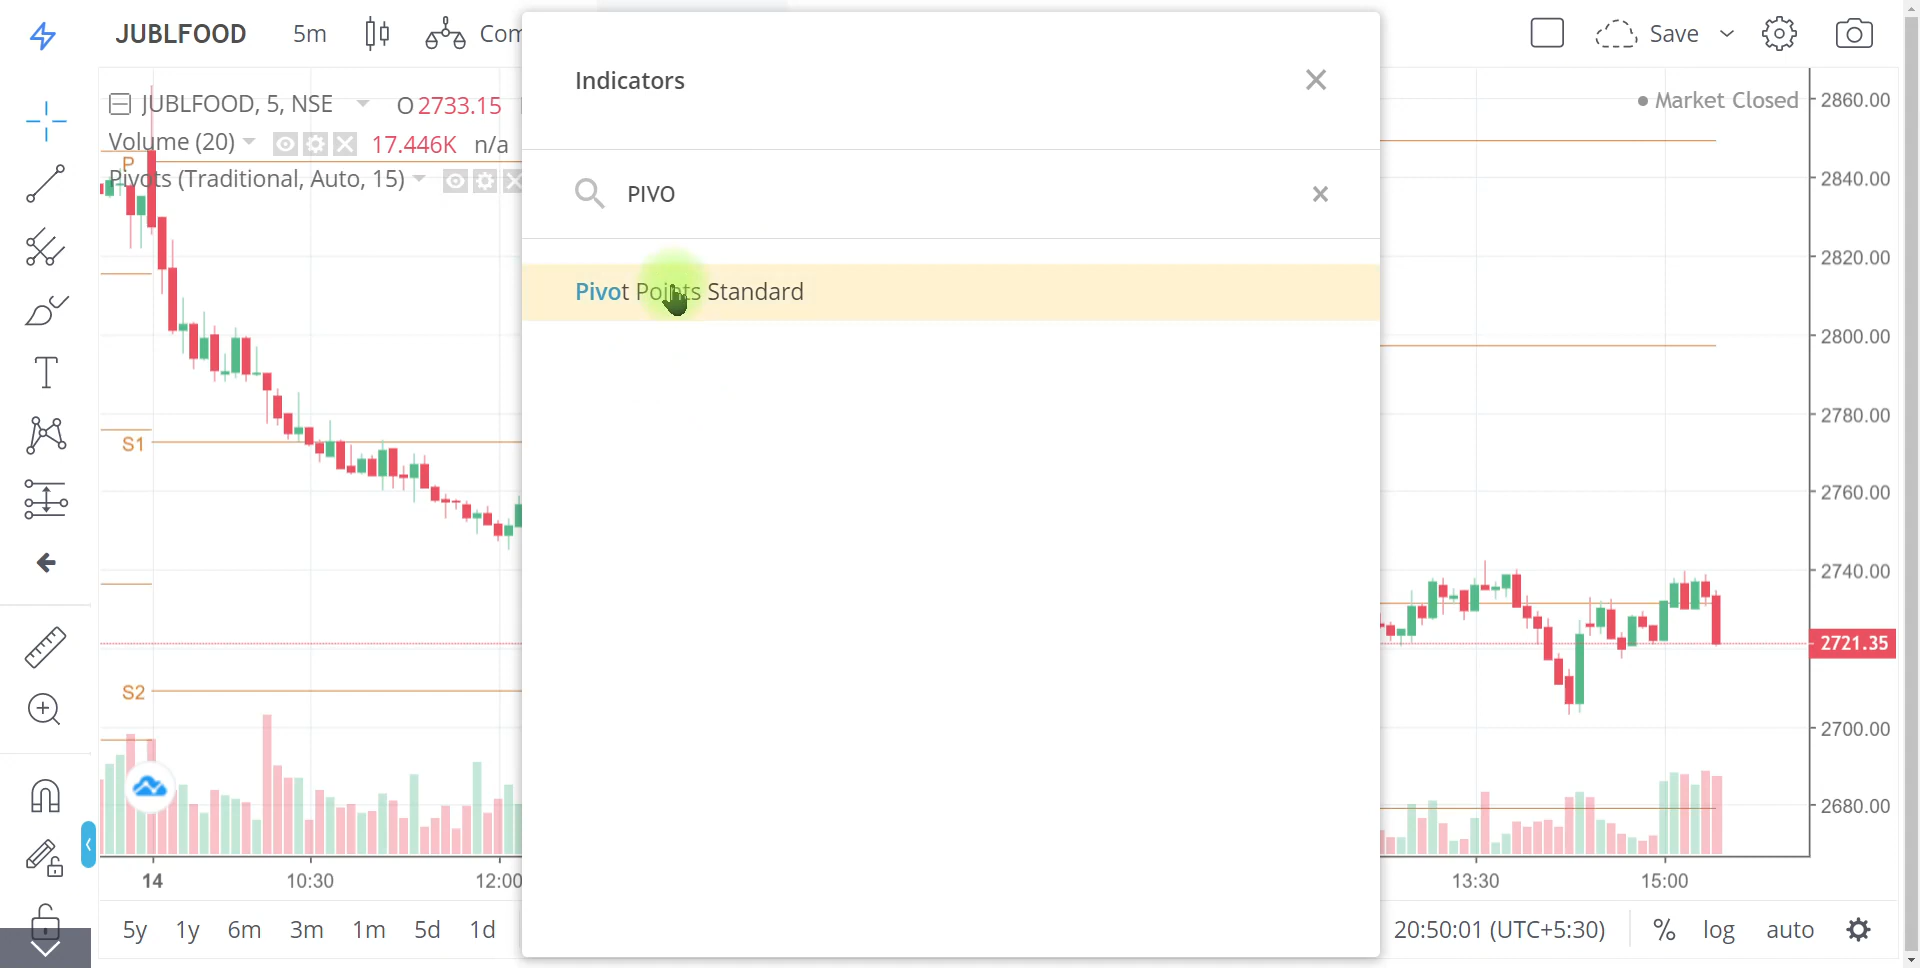 JUBLFOOD 5m Com Save
Indicators
JUBLFOOD, 5, NSE O2733.15
Market Closed
Volume (20) 17.446K n/a
P
Pivots (Traditional, Auto, 15)
PIVO
Pivot Points Standard
S1
S2
2860.00
2840.00
2820.00
2800.00
2780.00
2760.00
2740.00
2721.35
2700.00
2680.00
14 10:30 12:00 13:30 15:00
5y 1y 6m 3m 1m 5d 1d 20:50:01 (UTC+5:30) % log auto